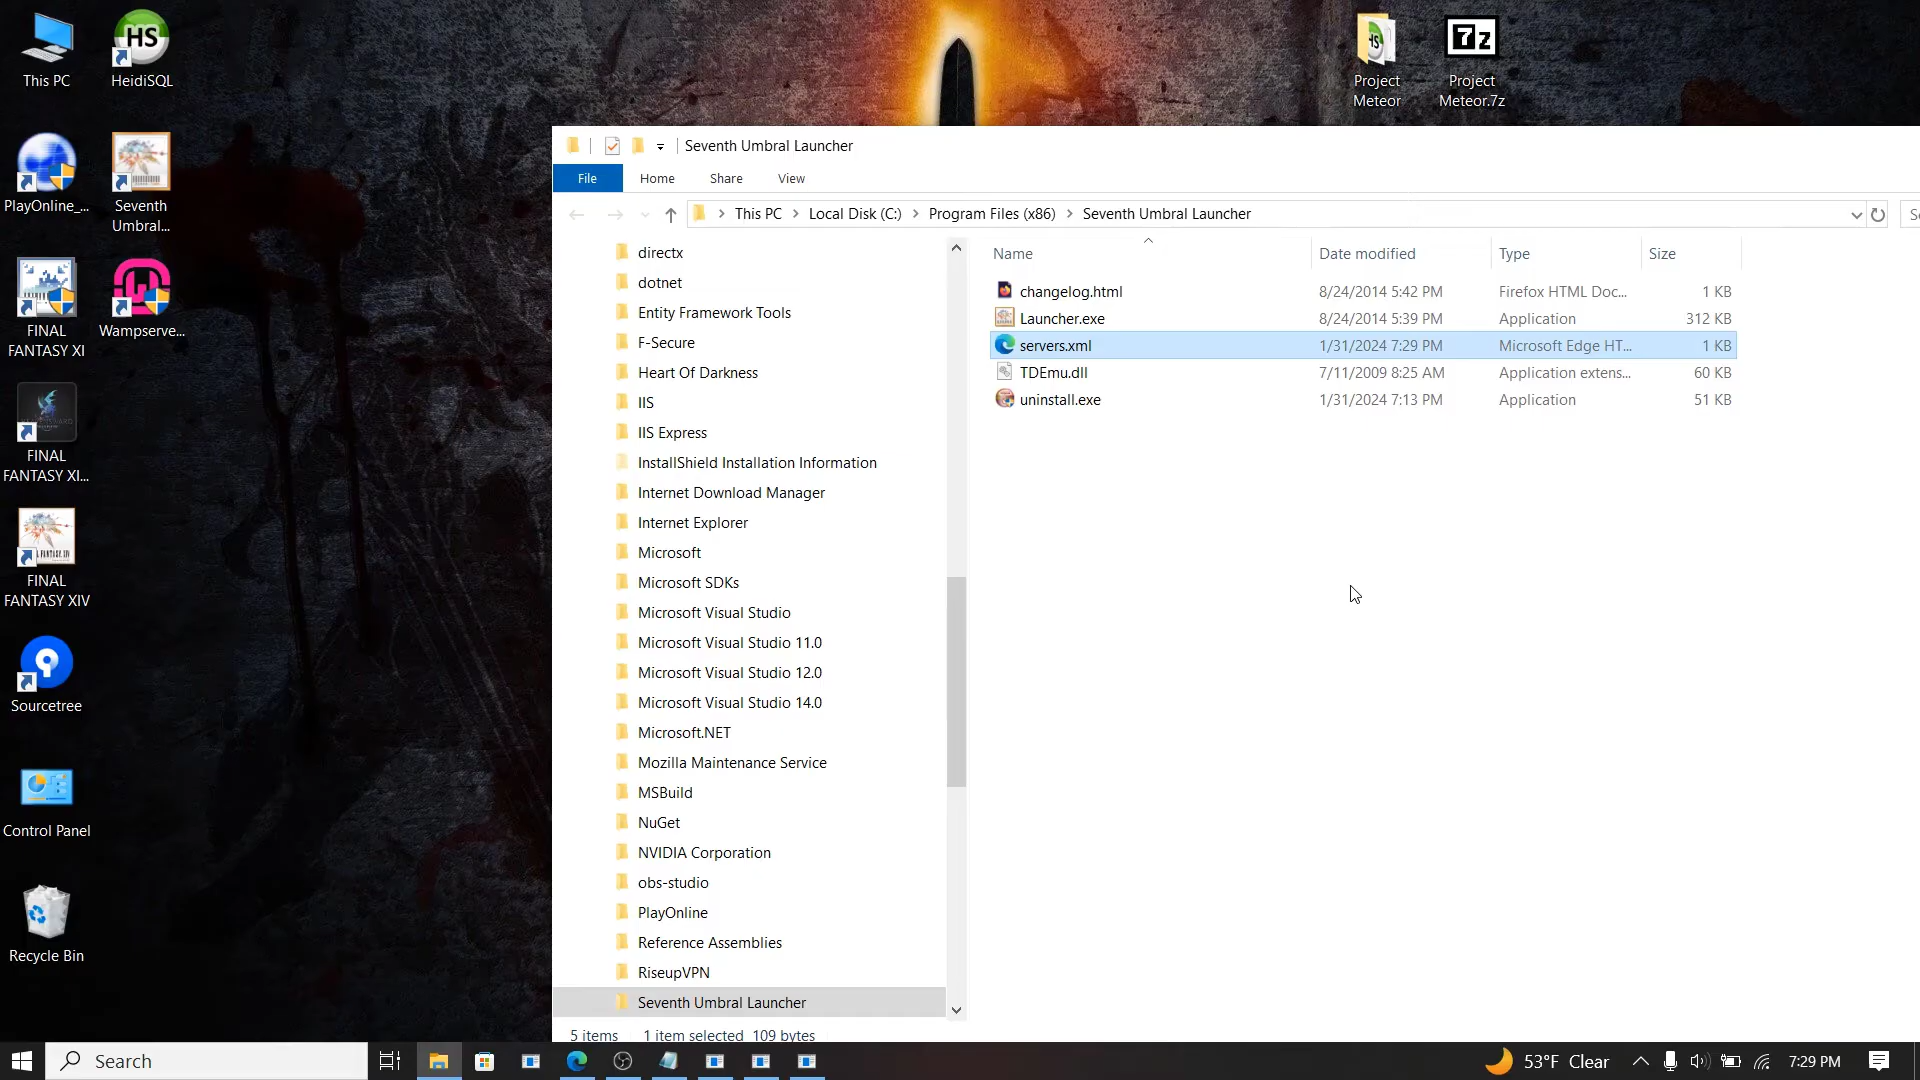 This PC
HeidiSQL
PlayOnline_...
Seventh
Umbral...
FINAL
FANTASY XI
Wampserve...
FINAL
FANTASY XI...
FINAL
FANTASY XIV
Sourcetree
Control Panel
Recycle Bin
Project
Meteor
7z
Project
Meteor.7z
Seventh Umbral Launcher
File
Home
Share
View
This PC
Local Disk (C:)
Program Files (x86)
Seventh Umbral Launcher
directx
dotnet
Entity Framework Tools
F-Secure
Heart Of Darkness
IIS
IIS Express
InstallShield Installation Information
Internet Download Manager
Internet Explorer
Microsoft
Microsoft SDKs
Microsoft Visual Studio
Microsoft Visual Studio 11.0
Microsoft Visual Studio 12.0
Microsoft Visual Studio 14.0
Microsoft.NET
Mozilla Maintenance Service
MSBuild
NuGet
NVIDIA Corporation
obs-studio
PlayOnline
Reference Assemblies
RiseupVPN
Seventh Umbral Launcher
Name Date modified Type Size
changelog.html 8/24/2014 5:42 PM Firefox HTML Doc... 1 KB
Launcher.exe 8/24/2014 5:39 PM Application 312 KB
servers.xml 1/31/2024 7:29 PM Microsoft Edge HT... 1 KB
TDEmu.dll 7/11/2009 8:25 AM Application extens... 60 KB
uninstall.exe 1/31/2024 7:13 PM Application 51 KB
5 items 1 item selected 109 bytes
Search
53°F Clear
7:29 PM